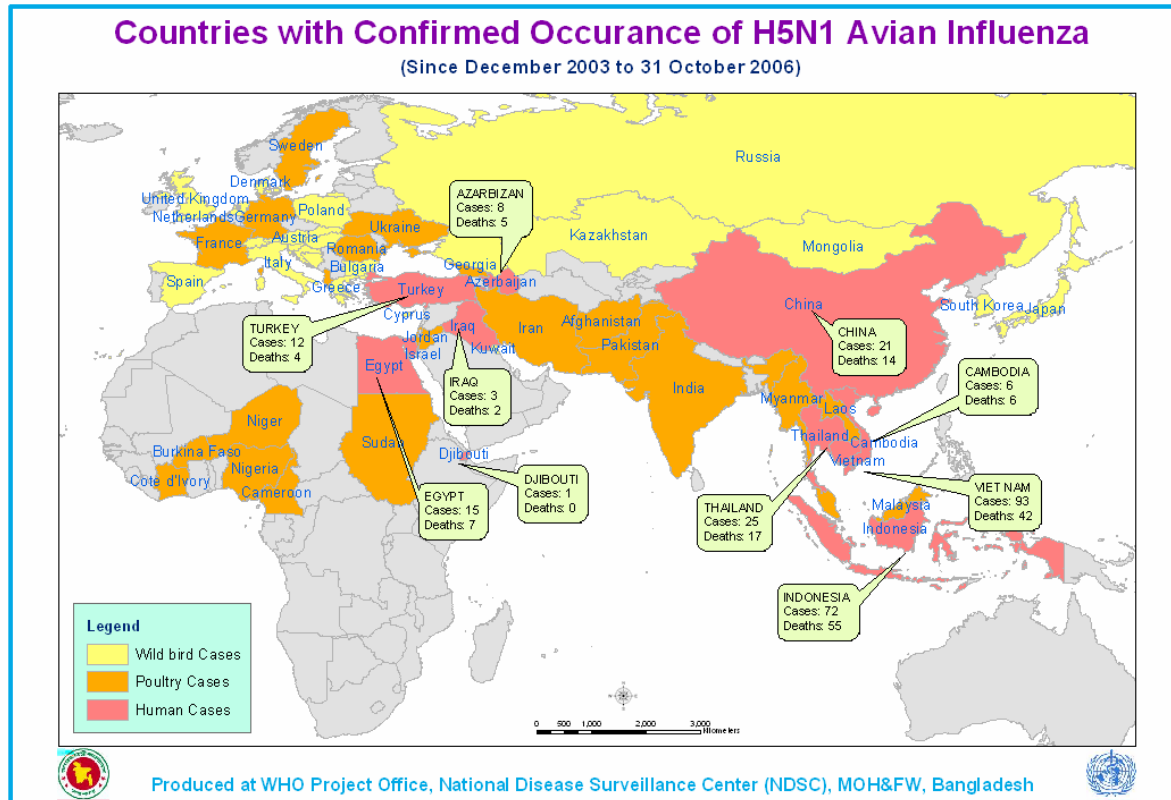 Countries with Confirmed Occurance of H5N1 Avian Influenza
(Since December 2003 to 31 October 2006)
Sweden
Russia
Denmark
United Kingdom
Netherlands
Germany
Poland
AZARBIZAN
Cases: 8
Deaths: 5
France
Austria
Ukraine
Kazakhstan
Mongolia
Romania
Italy
Bulgaria
Georgia
Spain
Greece
Turkey
Azerbaijan
China
South Korea
Japan
Cyprus
Iraq
Iran
Afghanistan
TURKEY
Cases: 12
Deaths: 4
Jordan
Israel
Kuwait
Pakistan
CHINA
Cases: 21
Deaths: 14
Egypt
IRAQ
Cases: 3
Deaths: 2
India
Myanmar
Laos
CAMBODIA
Cases: 6
Deaths: 6
Niger
Burkina Faso
Sudan
Thailand
Cambodia
Djibouti
Vietnam
Nigeria
Cote d'Ivory
Cameroon
EGYPT
Cases: 15
Deaths: 7
DJIBOUTI
Cases: 1
Deaths: 0
THAILAND
Cases: 25
Deaths: 17
VIET NAM
Cases: 93
Deaths: 42
Malaysia
Indonesia
INDONESIA
Cases: 72
Deaths: 55
Legend
Wild bird Cases
Poultry Cases
Human Cases
0 500 1,000 2,000 3,000
Kilometers
Produced at WHO Project Office, National Disease Surveillance Center (NDSC), MOH&FW, Bangladesh